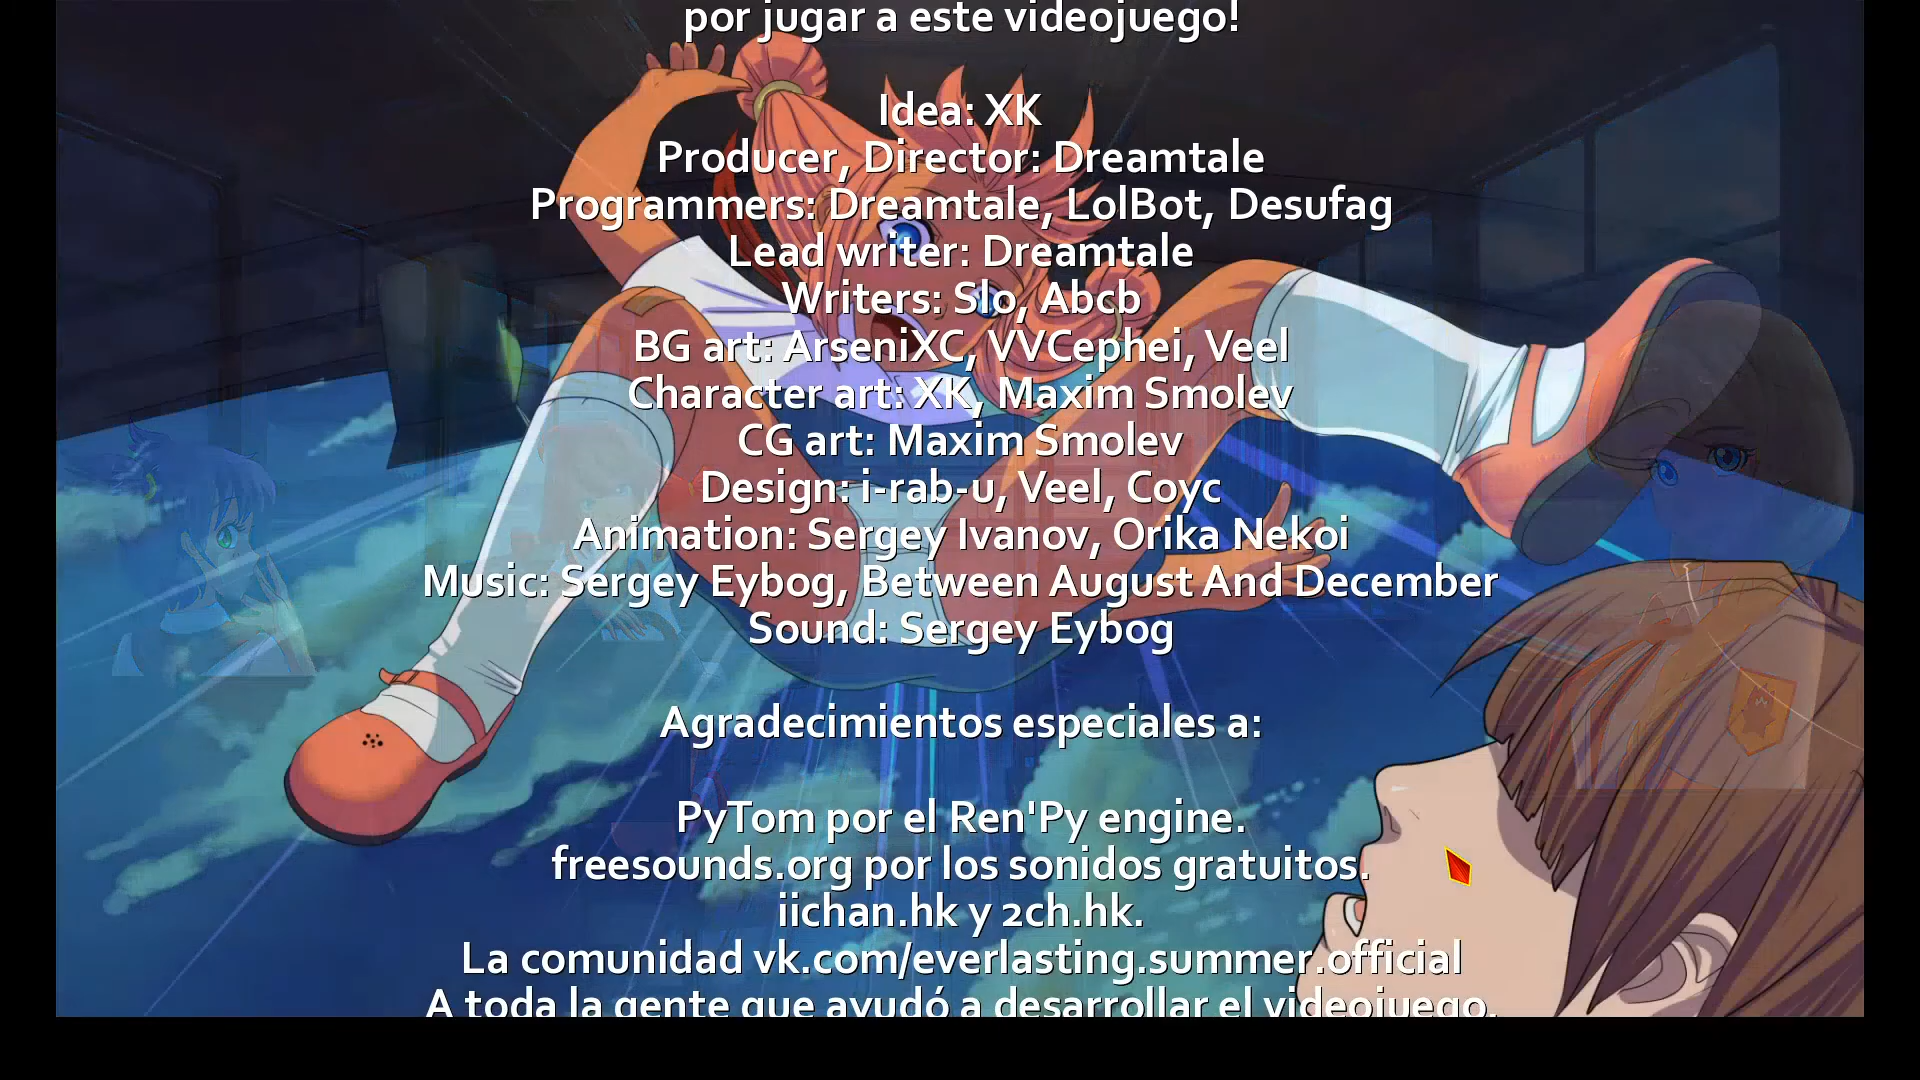 por jugar a este videojuego!
Idea: XK
Producer, Director: Dreamtale
Programmers: Dreamtale, LolBot, Desufag
Lead writer: Dreamtale
Writers: Slo, Abcb
BG art: ArseniXC, VVCephei, Veel
Character art: XK, Maxim Smolev
CG art: Maxim Smolev
Design: i-rab-u, Veel, Coyc
Animation: Sergey Ivanov, Orika Nekoi
Music: Sergey Eybog, Between August And December
Sound: Sergey Eybog
Agradecimientos especiales a:
PyTom por el Ren'Py engine.
freesounds.org por los sonidos gratuitos.
iichan.hk y 2ch.hk.
La comunidad vk.com/everlasting.summer.official
A toda la gente que ayudó a desarrollar el videojuego.